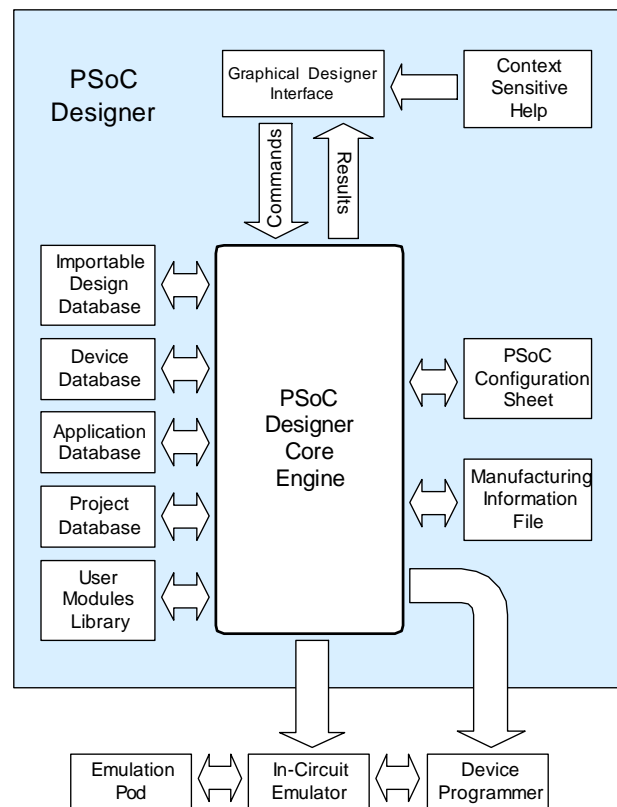 PSoC
Designer
Graphical Designer
Interface
Context
Sensitive
Help
Commands
Results
Importable
Design
Database
Device
Database
Application
Database
Project
Database
User
Modules
Library
PSoC
Designer
Core
Engine
PSoC
Configuration
Sheet
Manufacturing
Information
File
Emulation
Pod
In-Circuit
Emulator
Device
Programmer